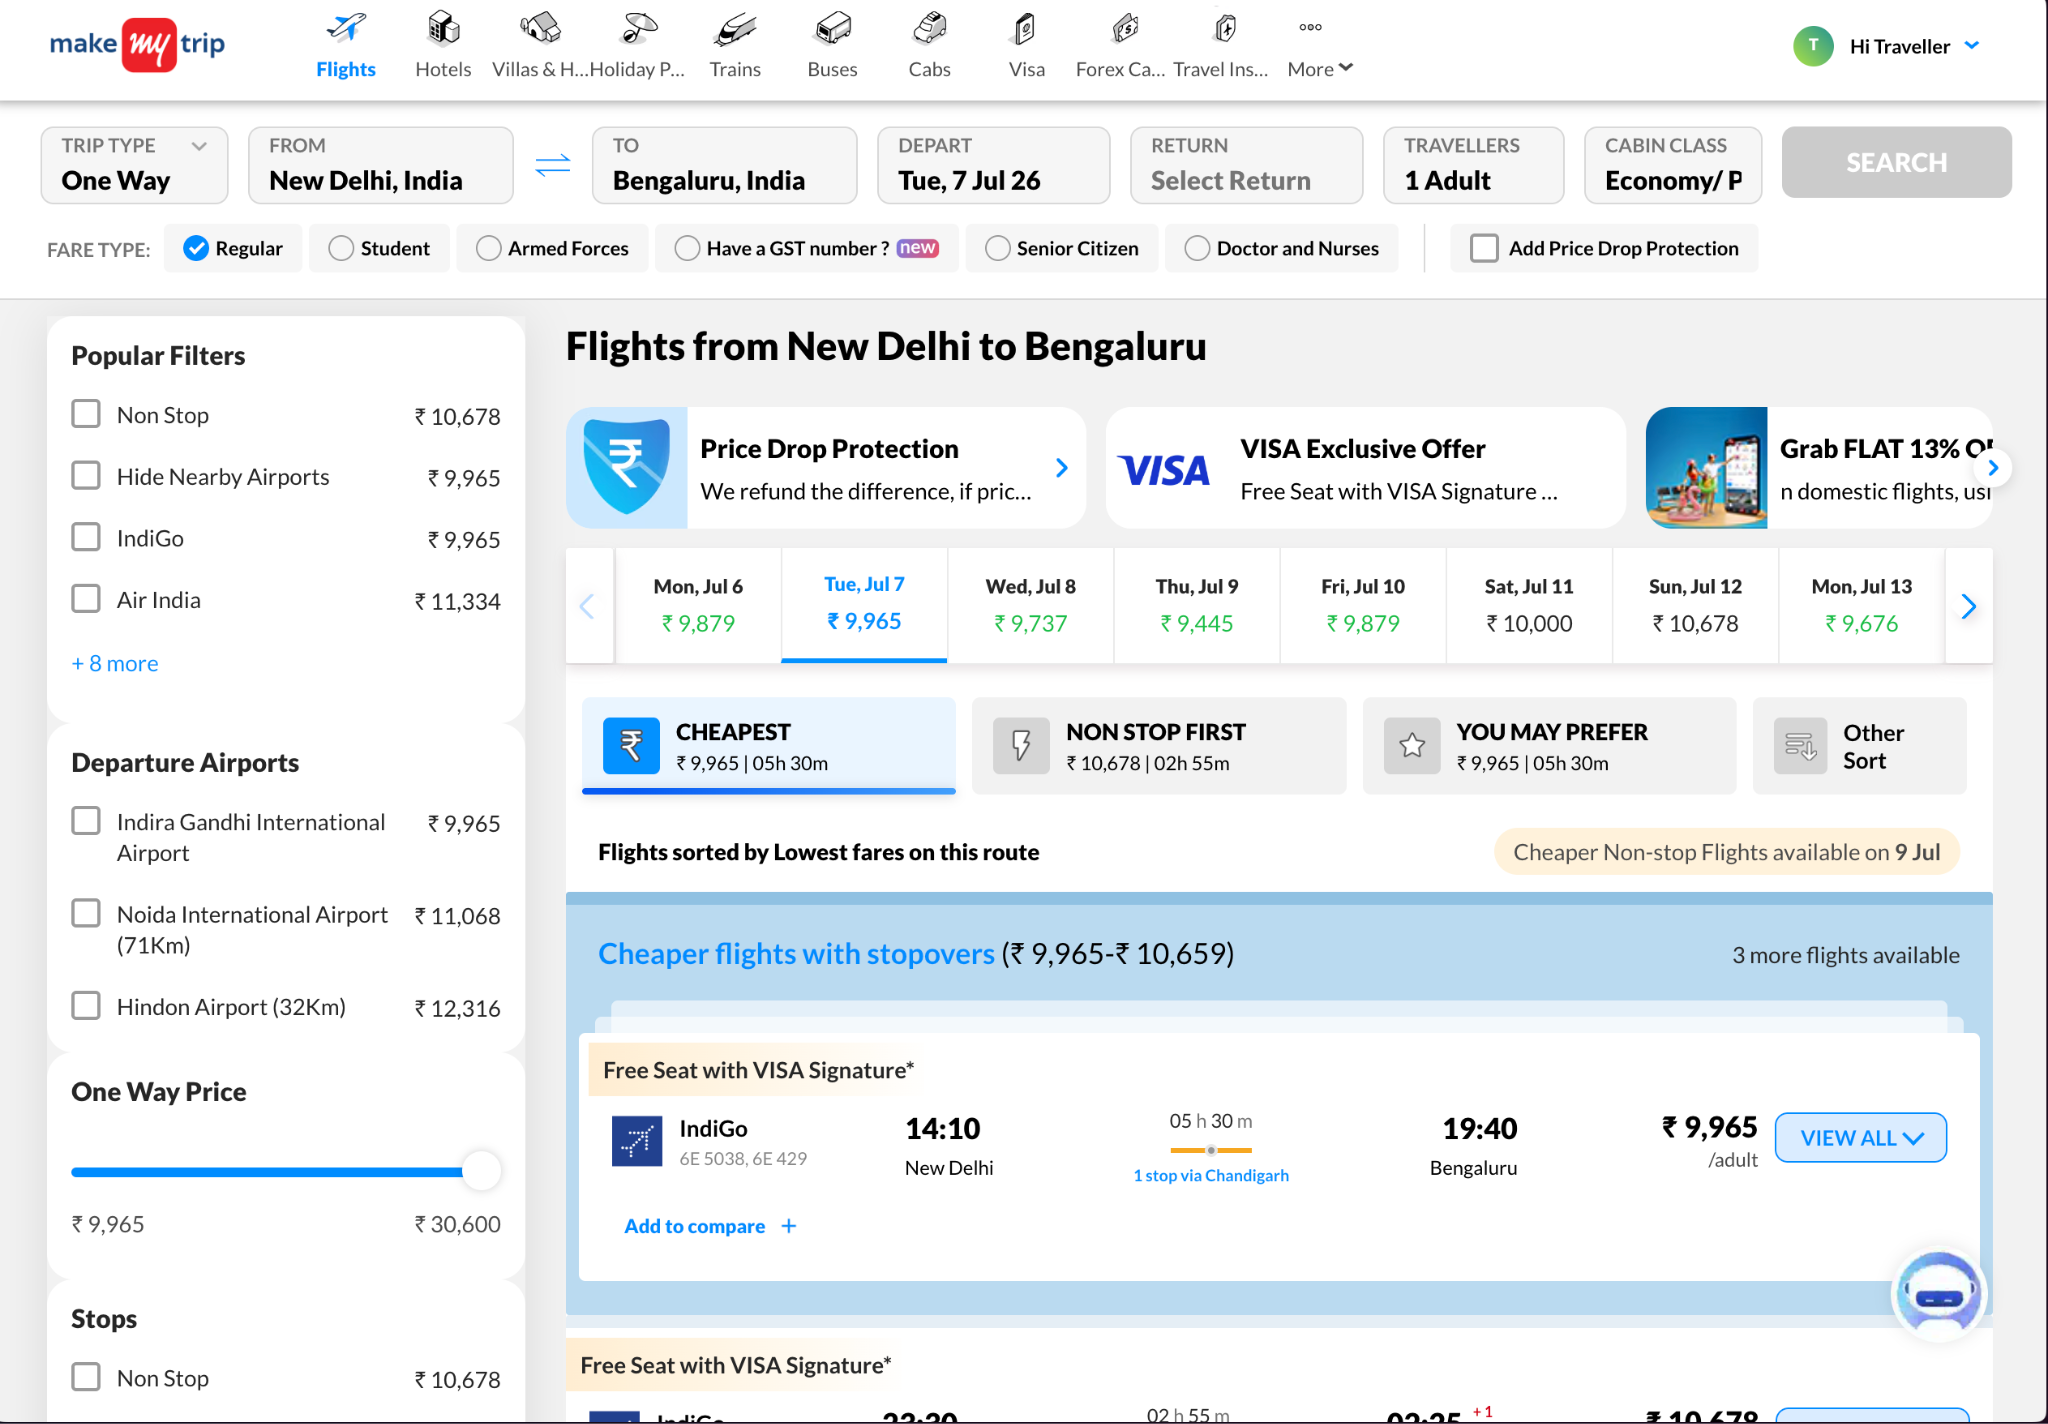 make my trip
Flights
Hotels
Villas & H...
Holiday P...
Trains
Buses
Cabs
Visa
Forex Ca...
Travel Ins...
More
T
Hi Traveller
TRIP TYPE
One Way
FROM
New Delhi, India
TO
Bengaluru, India
DEPART
Tue, 7 Jul 26
RETURN
Select Return
TRAVELLERS
1 Adult
CABIN CLASS
Economy/ P
SEARCH
FARE TYPE:
Regular
Student
Armed Forces
Have a GST number ? new
Senior Citizen
Doctor and Nurses
Add Price Drop Protection
Popular Filters
Non Stop ₹ 10,678
Hide Nearby Airports ₹ 9,965
IndiGo ₹ 9,965
Air India ₹ 11,334
+ 8 more
Departure Airports
Indira Gandhi International ₹ 9,965
Airport
Noida International Airport ₹ 11,068
(71Km)
Hindon Airport (32Km) ₹ 12,316
One Way Price
₹ 9,965 ₹ 30,600
Stops
Non Stop ₹ 10,678
Flights from New Delhi to Bengaluru
₹
Price Drop Protection
We refund the difference, if pric...
VISA
VISA Exclusive Offer
Free Seat with VISA Signature ...
Grab FLAT 13% O
n domestic flights, usi
Mon, Jul 6
₹ 9,879
Tue, Jul 7
₹ 9,965
Wed, Jul 8
₹ 9,737
Thu, Jul 9
₹ 9,445
Fri, Jul 10
₹ 9,879
Sat, Jul 11
₹ 10,000
Sun, Jul 12
₹ 10,678
Mon, Jul 13
₹ 9,676
₹
CHEAPEST
₹ 9,965 | 05h 30m
NON STOP FIRST
₹ 10,678 | 02h 55m
YOU MAY PREFER
₹ 9,965 | 05h 30m
Other
Sort
Flights sorted by Lowest fares on this route
Cheaper Non-stop Flights available on 9 Jul
Cheaper flights with stopovers (₹ 9,965-₹ 10,659)
3 more flights available
Free Seat with VISA Signature*
IndiGo
6E 5038, 6E 429
14:10
New Delhi
05 h 30 m
1 stop via Chandigarh
19:40
Bengaluru
₹ 9,965
/adult
VIEW ALL
Add to compare +
Free Seat with VISA Signature*
IndiGo
02 h 55 m
+ 1
₹ 10,678